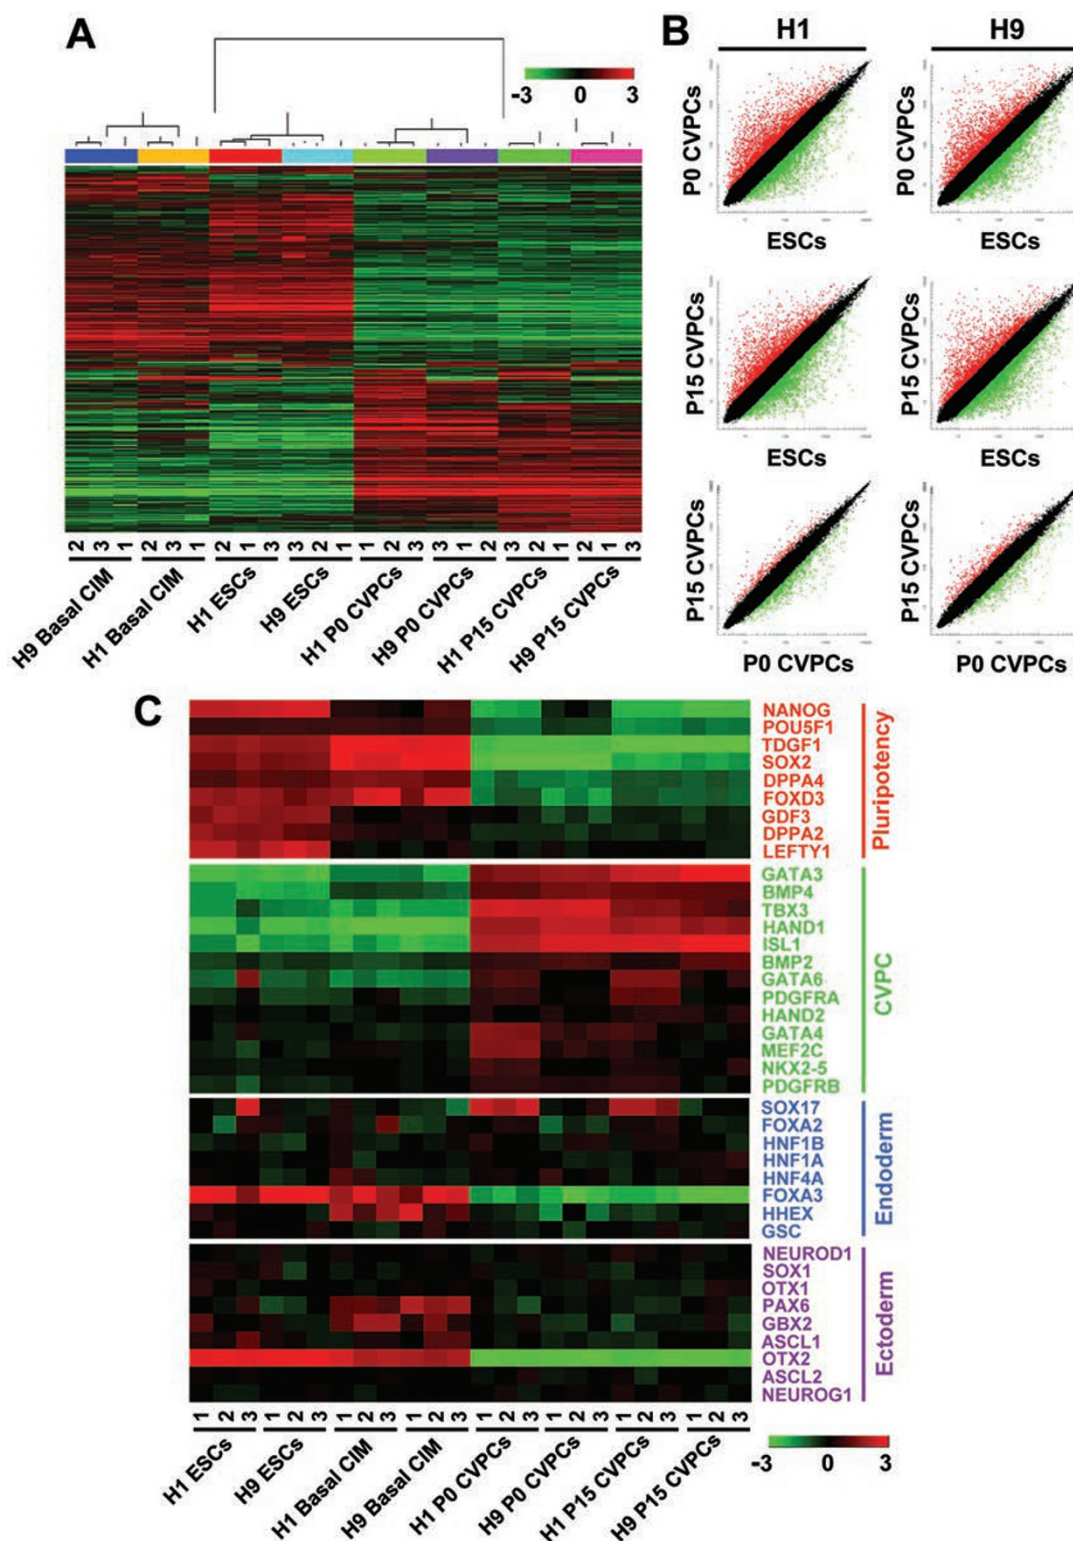 A
-3 0 3
2 3 1 2 3 1 2 1 3 3 2 1 1 3 2 3 1 2 3 2 1 2 1 3
H9 Basal CIM
H1 Basal CIM
H1 ESCs
H9 ESCs
H1 P0 CVPCs
H9 P0 CVPCs
H1 P15 CVPCs
H9 P15 CVPCs
B
H1 H9
P0 CVPCs
ESCs
P0 CVPCs
ESCs
P15 CVPCs
ESCs
P15 CVPCs
ESCs
P15 CVPCs
P0 CVPCs
P15 CVPCs
P0 CVPCs
C
NANOG
POU5F1
TDGF1
SOX2
DPPA4
FOXD3
GDF3
DPPA2
LEFTY1
Pluripotency
GATA3
BMP4
TBX3
HAND1
ISL1
BMP2
GATA6
PDGFRA
HAND2
GATA4
MEF2C
NKX2-5
PDGFRB
CVPC
SOX17
FOXA2
HNF1B
HNF1A
HNF4A
FOXA3
HHEX
GSC
Endoderm
NEUROD1
SOX1
OTX1
PAX6
GBX2
ASCL1
OTX2
ASCL2
NEUROG1
Ectoderm
1 2 3 1 2 3 1 2 3 1 2 3 1 2 3 1 2 3 1 2 3 1 2 3
H1 ESCs
H9 ESCs
H1 Basal CIM
H9 Basal CIM
H1 P0 CVPCs
H9 P0 CVPCs
H1 P15 CVPCs
H9 P15 CVPCs
-3 0 3